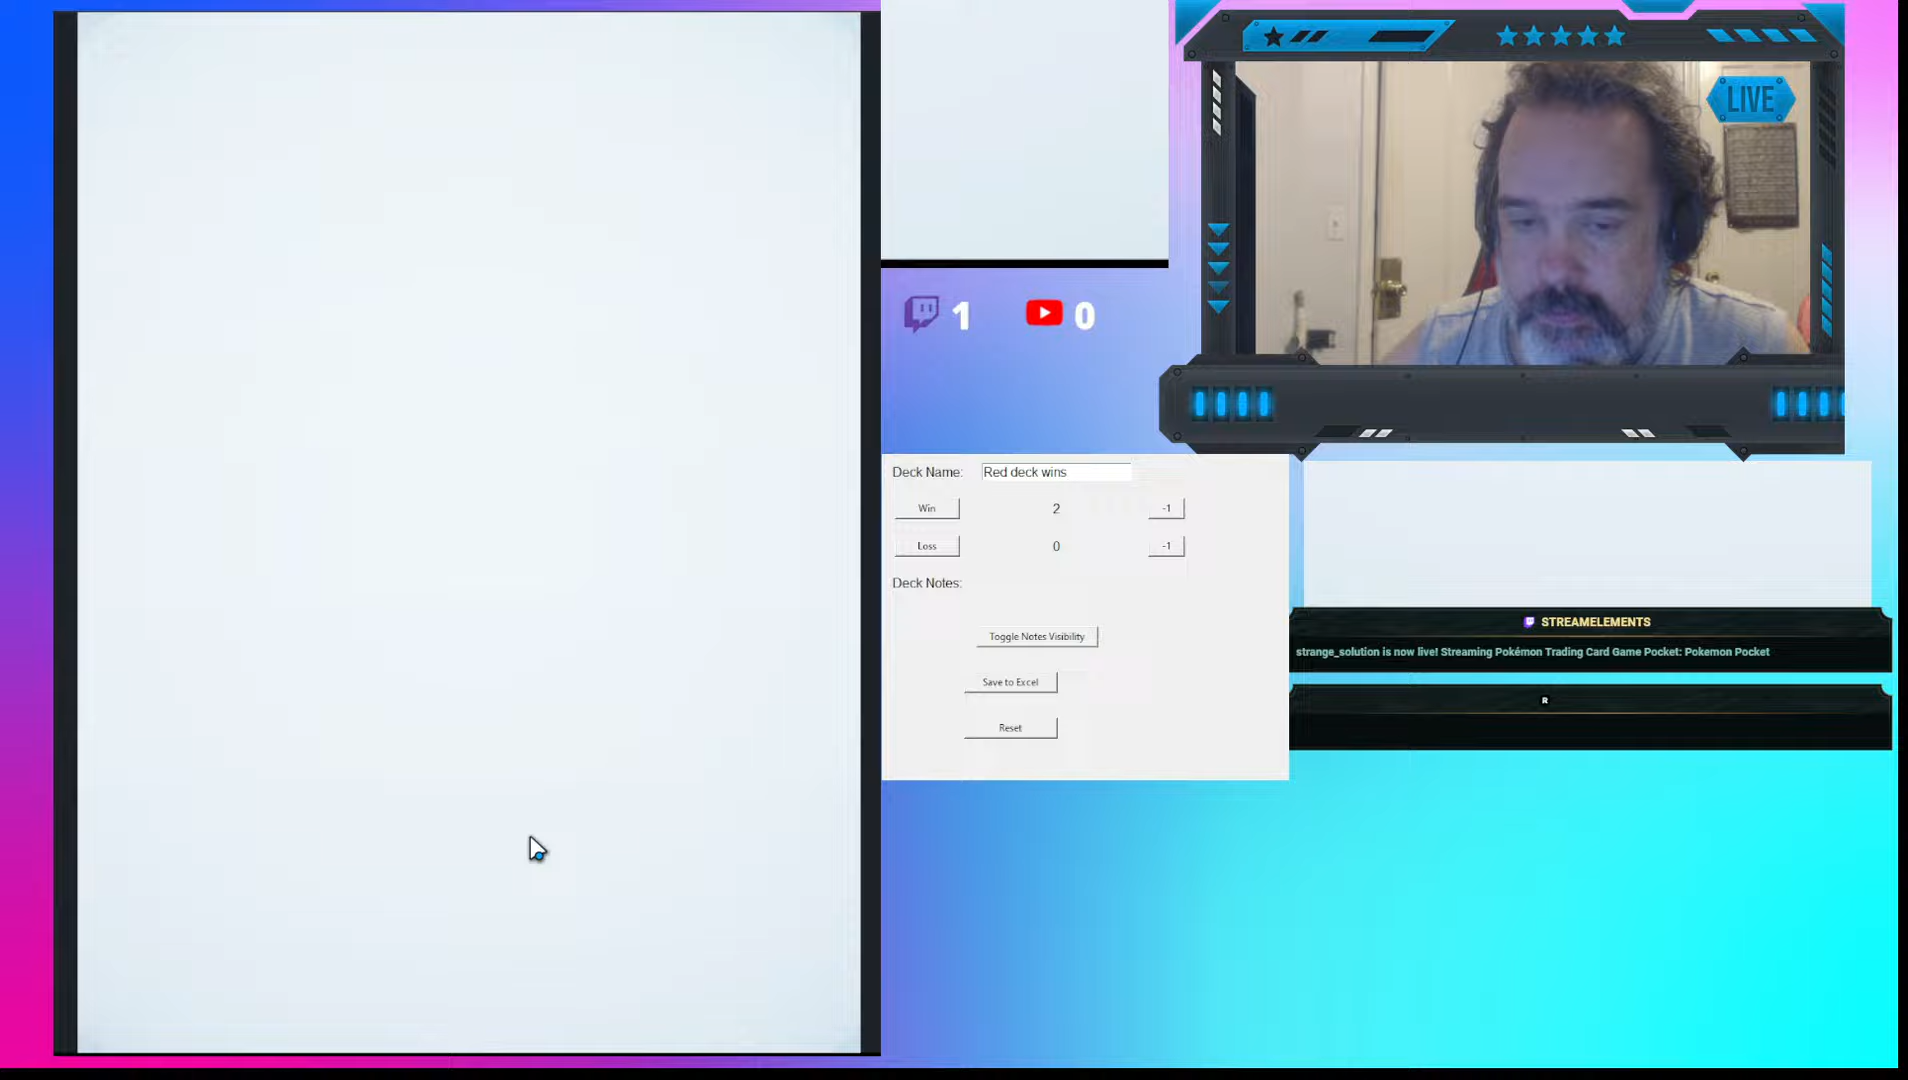 LIVE
1
0
Deck Name: Red deck wins
Win 2 -1
Loss 0 -1
Deck Notes:
Toggle Notes Visibility
Save to Excel
Reset
STREAMELEMENTS
strange_solution is now live! Streaming Pokémon Trading Card Game Pocket: Pokemon Pocket
R